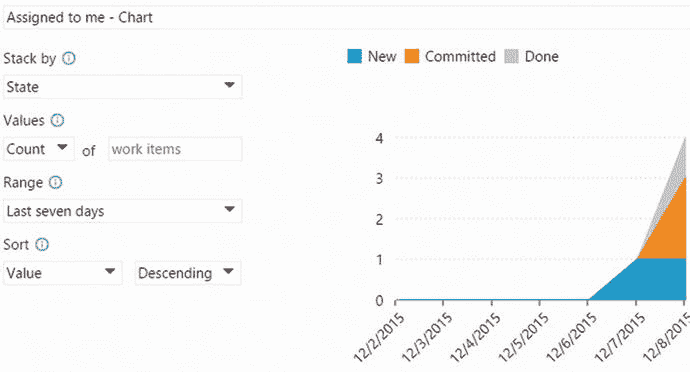 Assigned to me - Chart
Stack by
State
Values
Count of work items
Range
Last seven days
Sort
Value Descending
New Committed Done
4
3
2
1
0
12/2/2015 12/3/2015 12/4/2015 12/5/2015 12/6/2015 12/7/2015 12/8/2015